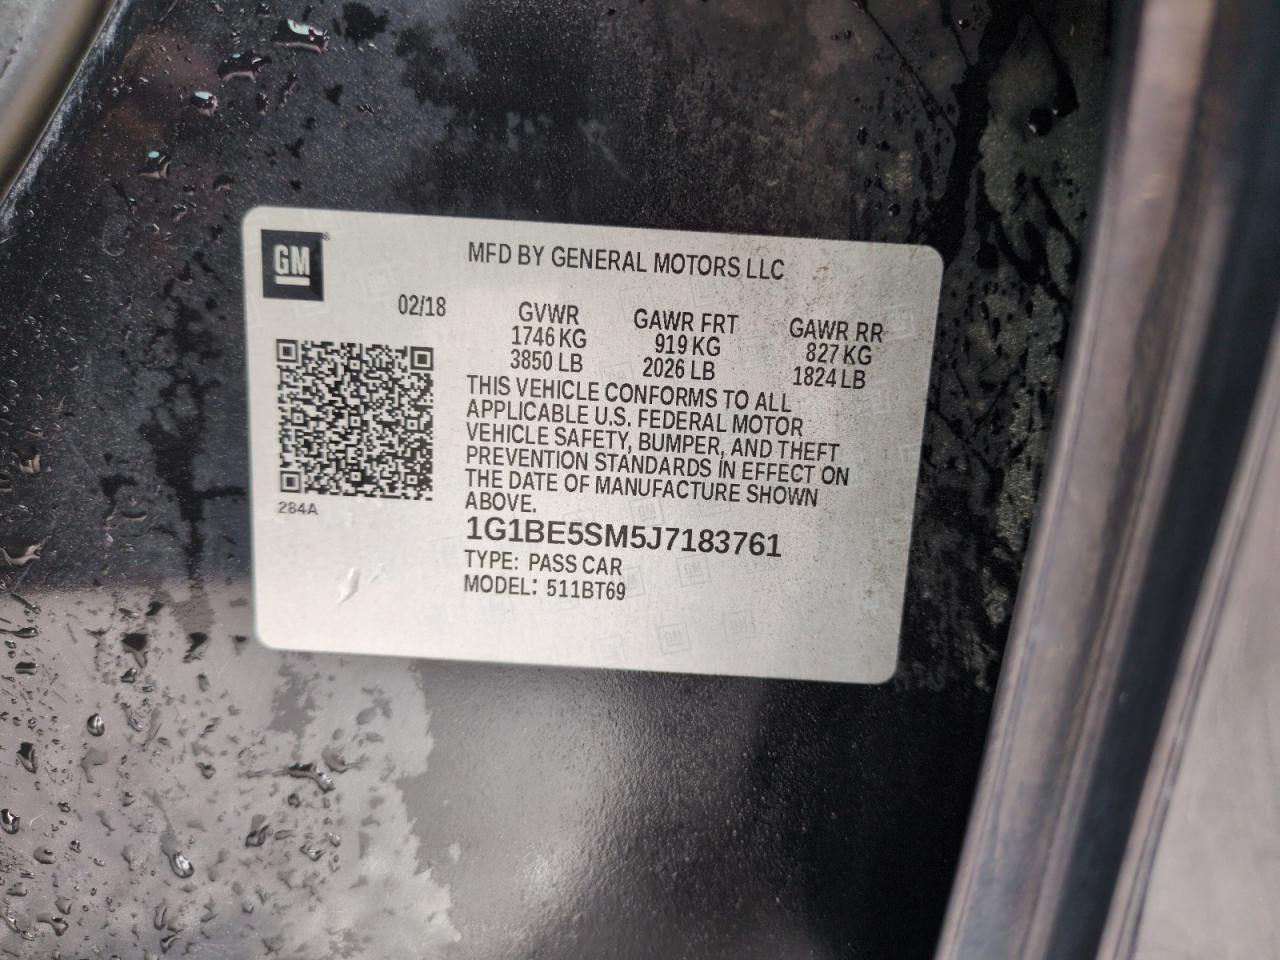 GM
MFD BY GENERAL MOTORS LLC
02/18
GVWR GAWR FRT GAWR RR
1746 KG 919 KG 827 KG
3850 LB 2026 LB 1824 LB
THIS VEHICLE CONFORMS TO ALL
APPLICABLE U.S. FEDERAL MOTOR
VEHICLE SAFETY, BUMPER, AND THEFT
PREVENTION STANDARDS IN EFFECT ON
THE DATE OF MANUFACTURE SHOWN
ABOVE.
284A
1G1BE5SM5J7183761
TYPE: PASS CAR
MODEL: 511BT69